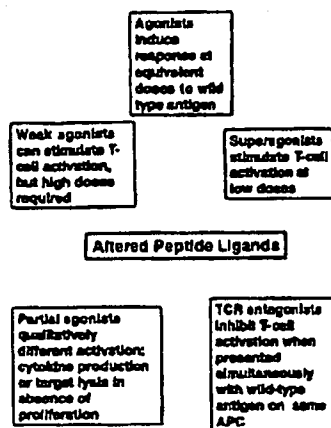 Agonists
induce
response at
equivalent
doses to wild
type antigen
Weak agonists
can stimulate T-
cell activation,
but high doses
required
Superagonists
stimulate T-cell
activation at
low doses
Altered Peptide Ligands
Partial agonists
qualitatively
different activation:
cytokine production
or target lysis in
absence of
proliferation
TCR antagonists
inhibit T-cell
activation when
presented
simultaneously
with wild-type
antigen on same
APC